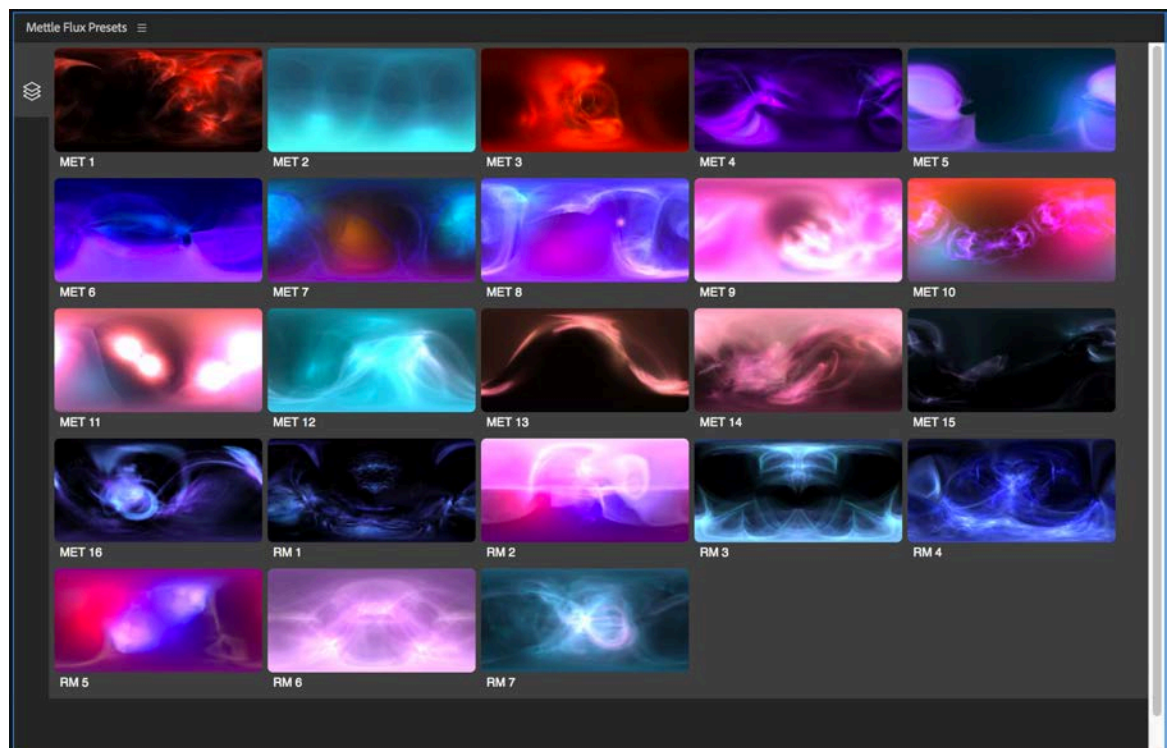 Mettle Flux Presets
MET 1 MET 2 MET 3 MET 4 MET 5
MET 6 MET 7 MET 8 MET 9 MET 10
MET 11 MET 12 MET 13 MET 14 MET 15
MET 16 RM 1 RM 2 RM 3 RM 4
RM 5 RM 6 RM 7